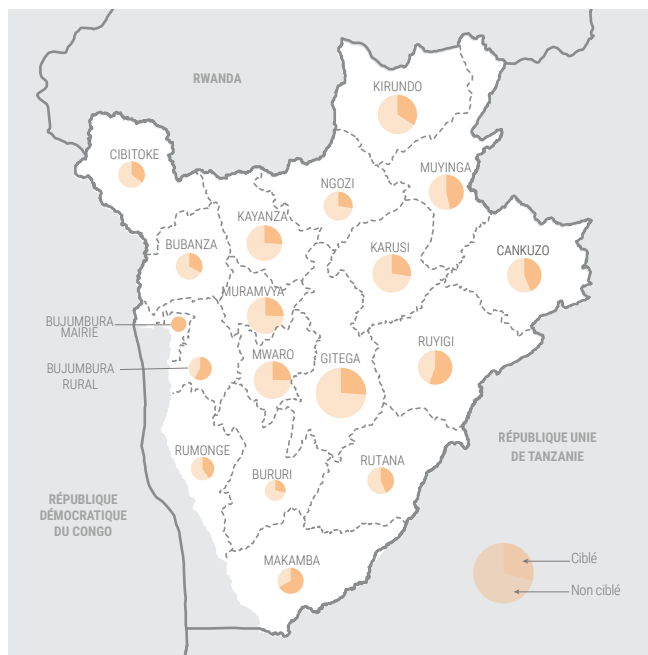 RWANDA
KIRUNDO
CIBITOKE
MUYINGA
NGOZI
KAYANZA
BUBANZA
KARUSI
CANKUZO
MURAMVYA
BUJUMBURA
MAIRIE
BUJUMBURA
RURAL
MWARO
GITEGA
RUYIGI
RÉPUBLIQUE UNIE
DE TANZANIE
RUMONGE
BURURI
RUTANA
RÉPUBLIQUE
DÉMOCRATIQUE
DU CONGO
MAKAMBA
Ciblé
Non ciblé